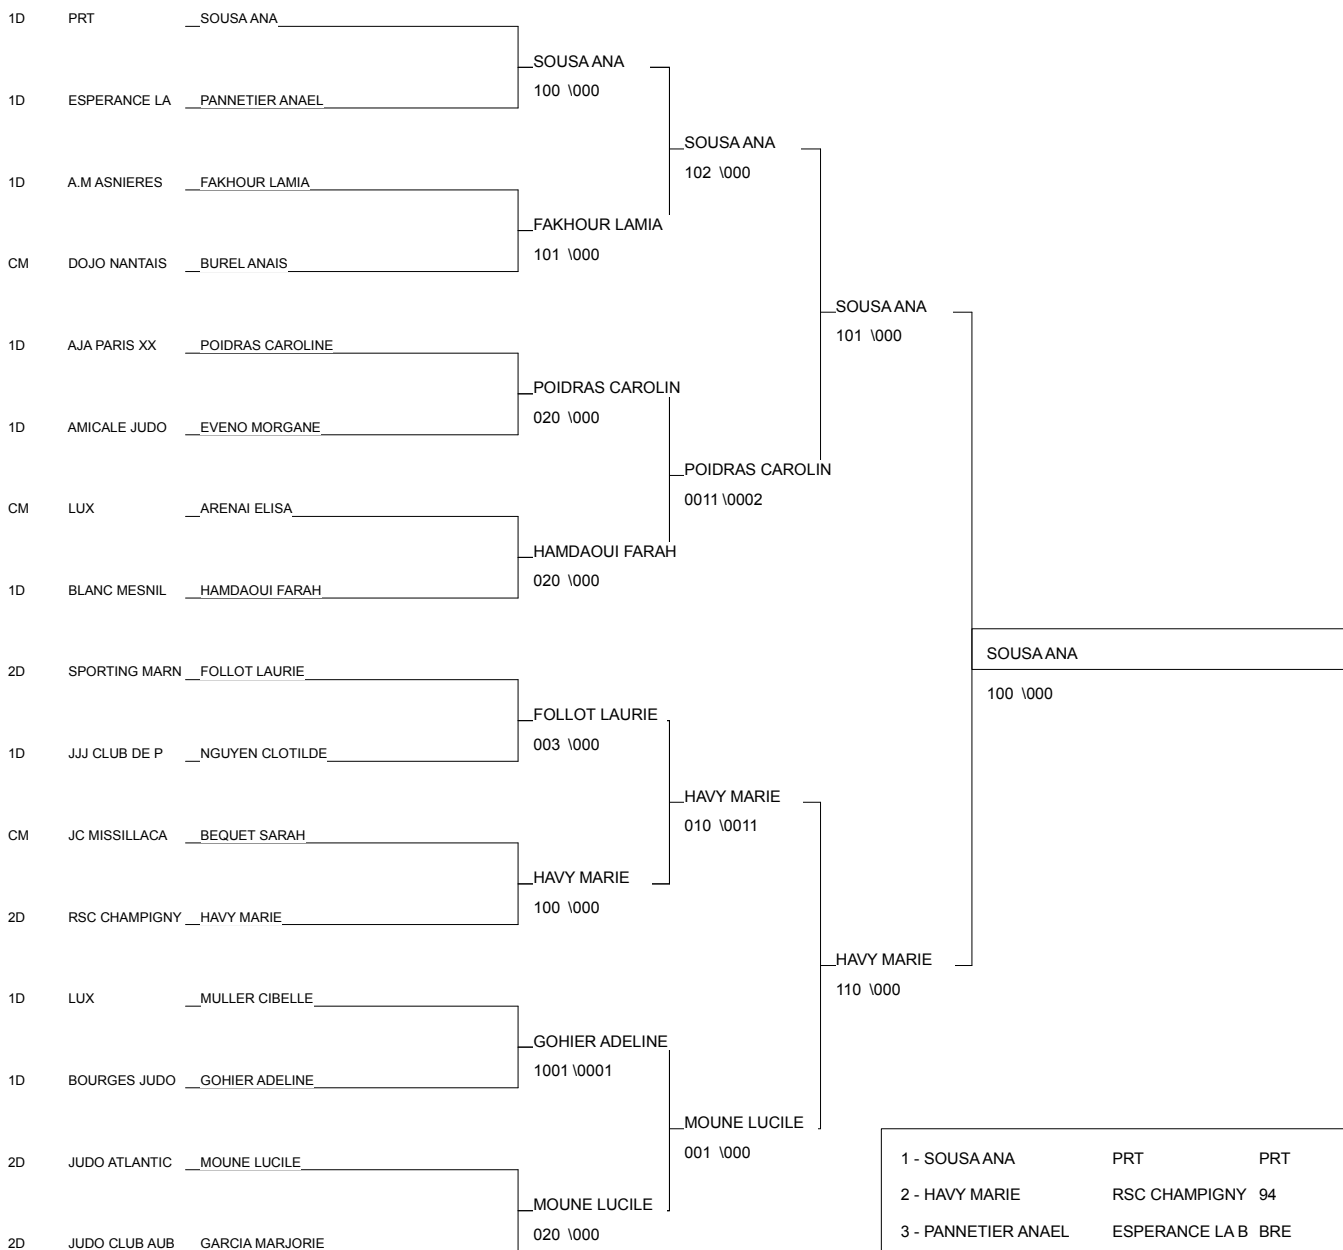 1D PRT SOUSA ANA
SOUSA ANA
100 \000
1D ESPERANCE LA PANNETIER ANAEL
SOUSA ANA
102 \000
1D A.M ASNIERES FAKHOUR LAMIA
FAKHOUR LAMIA
101 \000
CM DOJO NANTAIS BUREL ANAIS
SOUSA ANA
101 \000
1D AJA PARIS XX POIDRAS CAROLINE
POIDRAS CAROLIN
020 \000
1D AMICALE JUDO EVENO MORGANE
POIDRAS CAROLIN
0011 \0002
CM LUX ARENAI ELISA
HAMDAOUI FARAH
020 \000
1D BLANC MESNIL HAMDAOUI FARAH
SOUSA ANA
100 \000
2D SPORTING MARN FOLLOT LAURIE
FOLLOT LAURIE
003 \000
1D JJJ CLUB DE P NGUYEN CLOTILDE
HAVY MARIE
010 \0011
CM JC MISSILLACA BEQUET SARAH
HAVY MARIE
100 \000
2D RSC CHAMPIGNY HAVY MARIE
HAVY MARIE
110 \000
1D LUX MULLER CIBELLE
GOHIER ADELINE
1001 \0001
1D BOURGES JUDO GOHIER ADELINE
MOUNE LUCILE
001 \000
2D JUDO ATLANTIC MOUNE LUCILE
MOUNE LUCILE
020 \000
2D JUDO CLUB AUB GARCIA MARJORIE
1 - SOUSA ANA PRT PRT
2 - HAVY MARIE RSC CHAMPIGNY 94
3 - PANNETIER ANAEL ESPERANCE LA B BRE